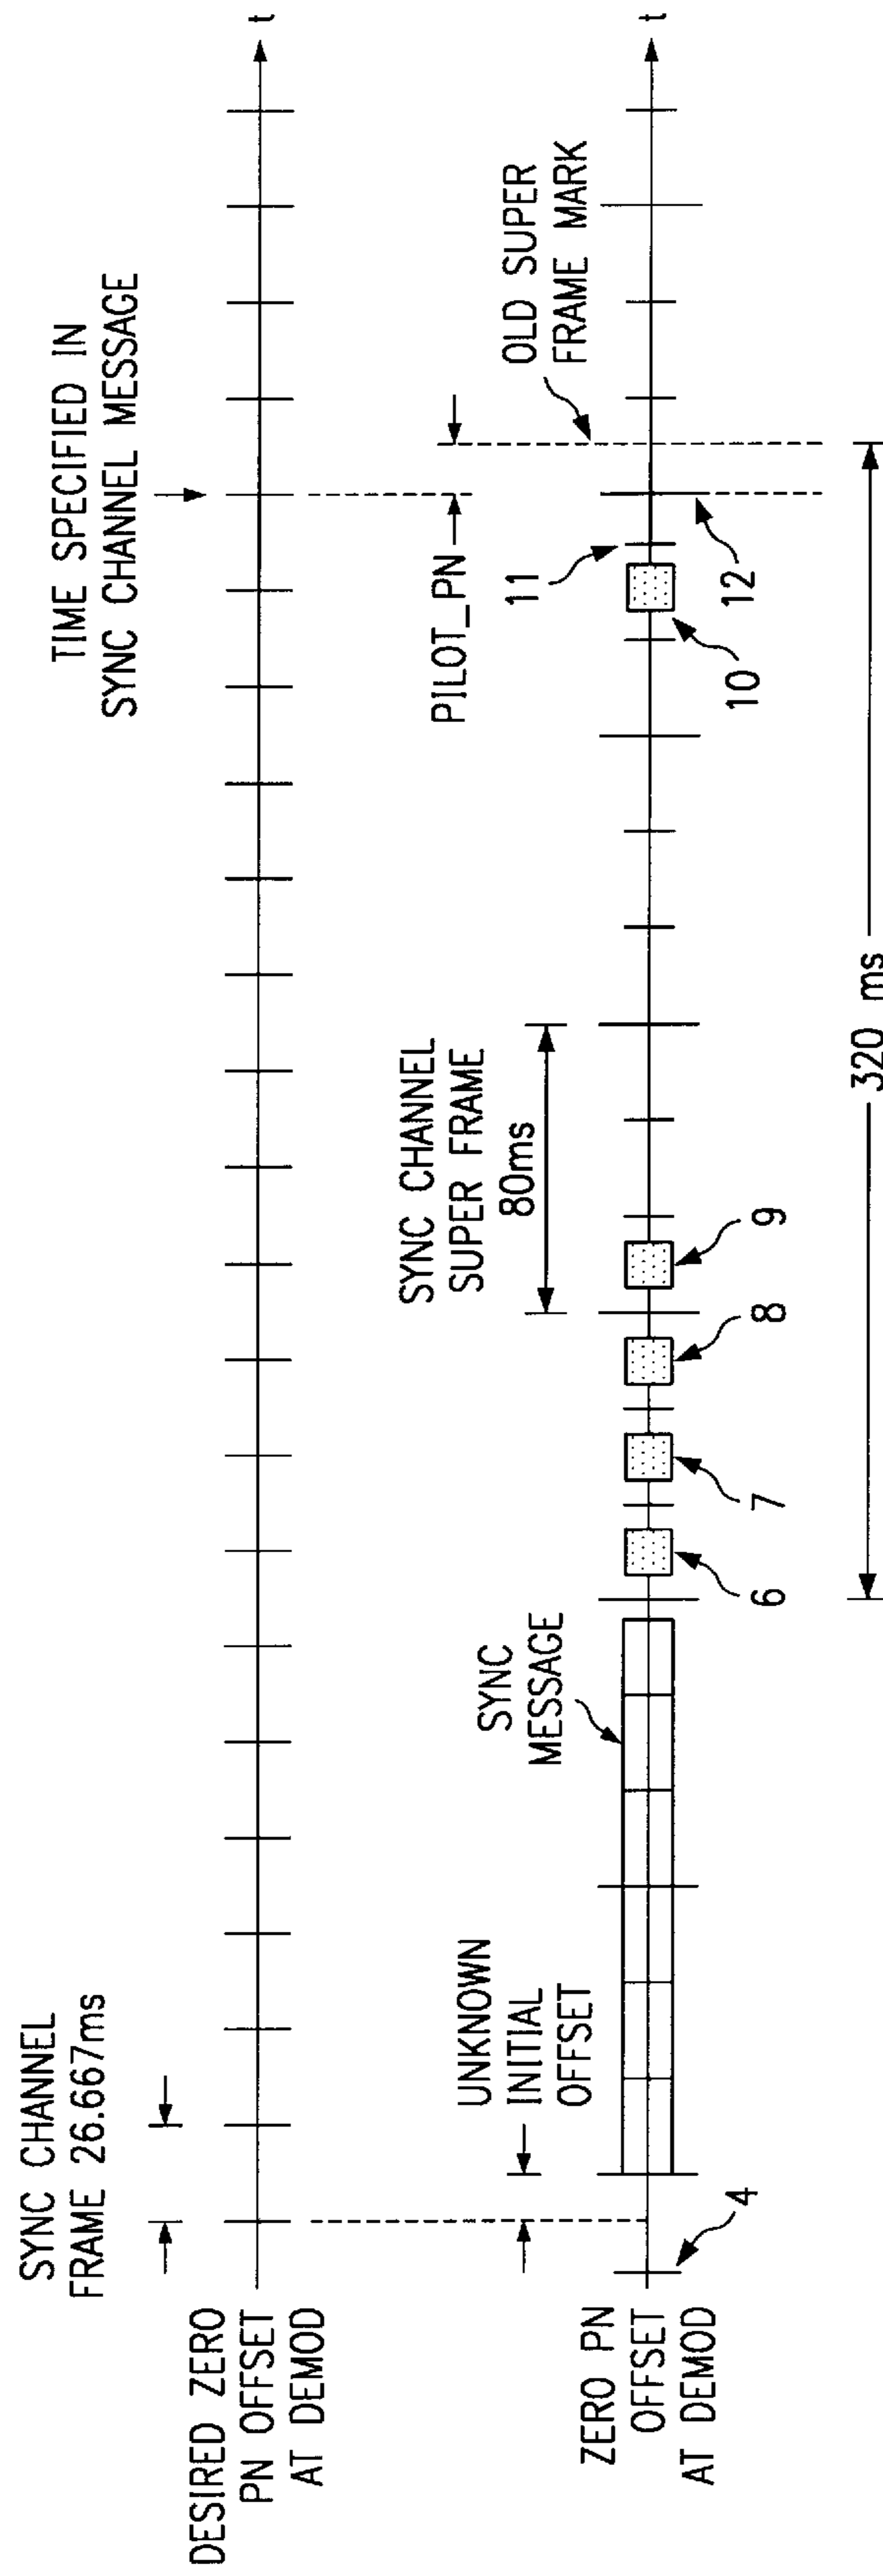 SYNC CHANNEL
FRAME 26.667ms
TIME SPECIFIED IN
SYNC CHANNEL MESSAGE
DESIRED ZERO
PN OFFSET
AT DEMOD
t
UNKNOWN
INITIAL
OFFSET
SYNC
MESSAGE
SYNC CHANNEL
SUPER FRAME
80ms
PILOT_PN
OLD SUPER
FRAME MARK
ZERO PN
OFFSET
AT DEMOD
t
4
6
7
8
9
10
11
12
320 ms